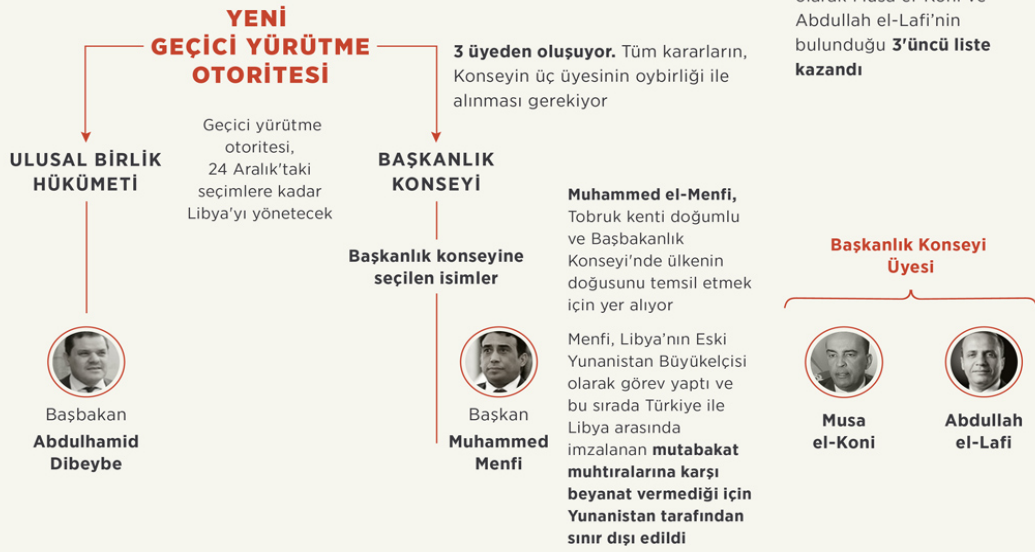 YENİ
GEÇİCİ YÜRÜTME
OTORİTESİ
3 üyeden oluşuyor. Tüm kararların,
Konseyin üç üyesinin oybirliği ile
alınması gerekiyor
Abdullah el-Lafi'nin
bulunduğu 3'üncü liste
kazandı
Geçici yürütme
otoritesi,
24 Aralık'taki
seçimlere kadar
Libya'yı yönetecek
ULUSAL BİRLİK
HÜKÜMETİ
BAŞKANLIK
KONSEYİ
Başkanlık konseyine
seçilen isimler
Muhammed el-Menfi,
Tobruk kenti doğumlu
ve Başbakanlık
Konseyi'nde ülkenin
doğusunu temsil etmek
için yer alıyor
Menfi, Libya'nın Eski
Yunanistan Büyükelçisi
olarak görev yaptı ve
bu sırada Türkiye ile
Libya arasında
imzalanan mutabakat
muhtıralarına karşı
beyanat vermediği için
Yunanistan tarafından
sınır dışı edildi
Başkanlık Konseyi
Üyesi
Başbakan
Abdulhamid
Dibeybe
Başkan
Muhammed
Menfi
Musa
el-Koni
Abdullah
el-Lafi